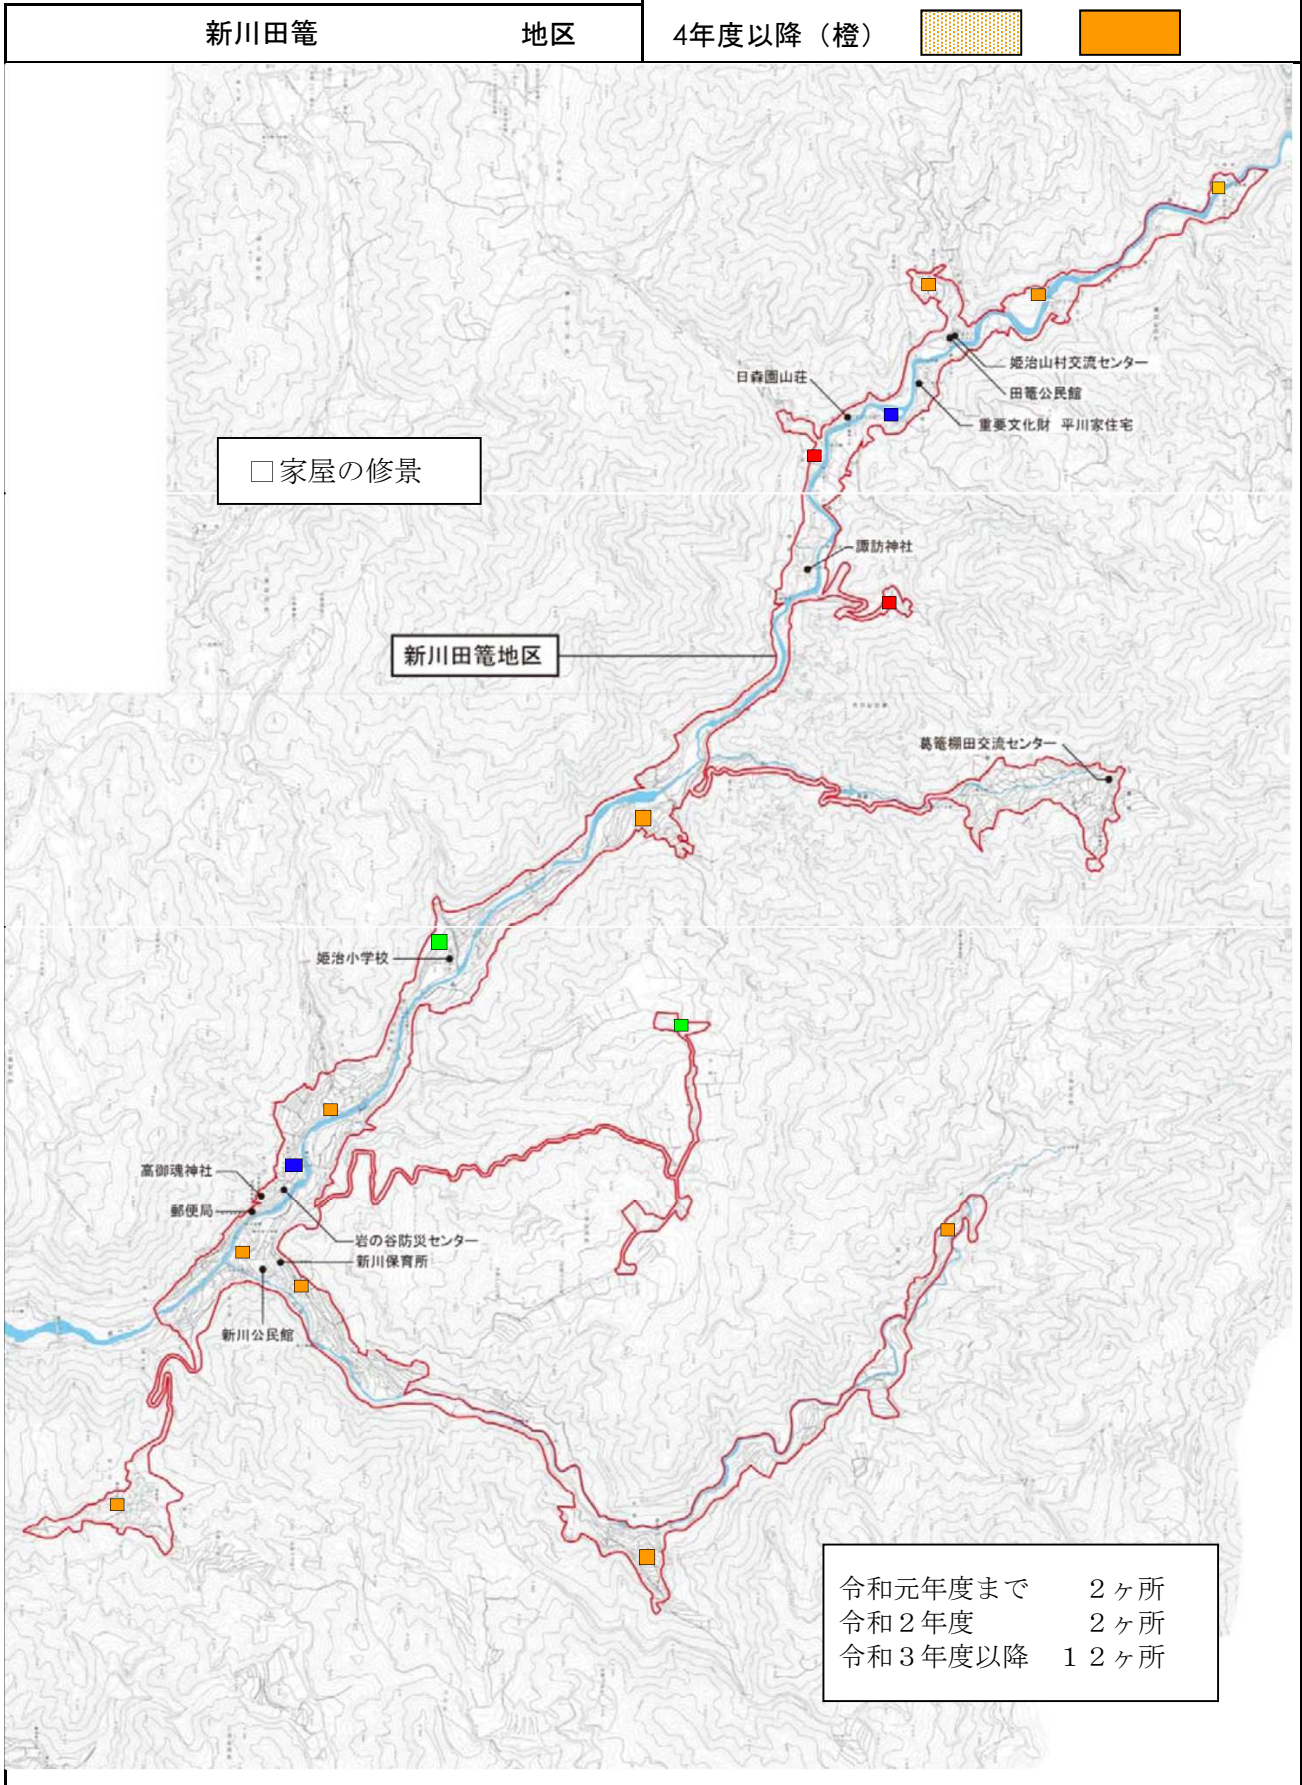 新川田篭 地区 4年度以降（橙）
姫治山村交流センター
日森園山荘
田篭公民館
重要文化財 平川家住宅
□家屋の修景
諏訪神社
新川田篭地区
葛篭棚田交流センター
姫治小学校
高御魂神社
郵便局
岩の谷防災センター
新川保育所
新川公民館
令和元年度まで ２ヶ所
令和２年度 ２ヶ所
令和３年度以降 １２ヶ所